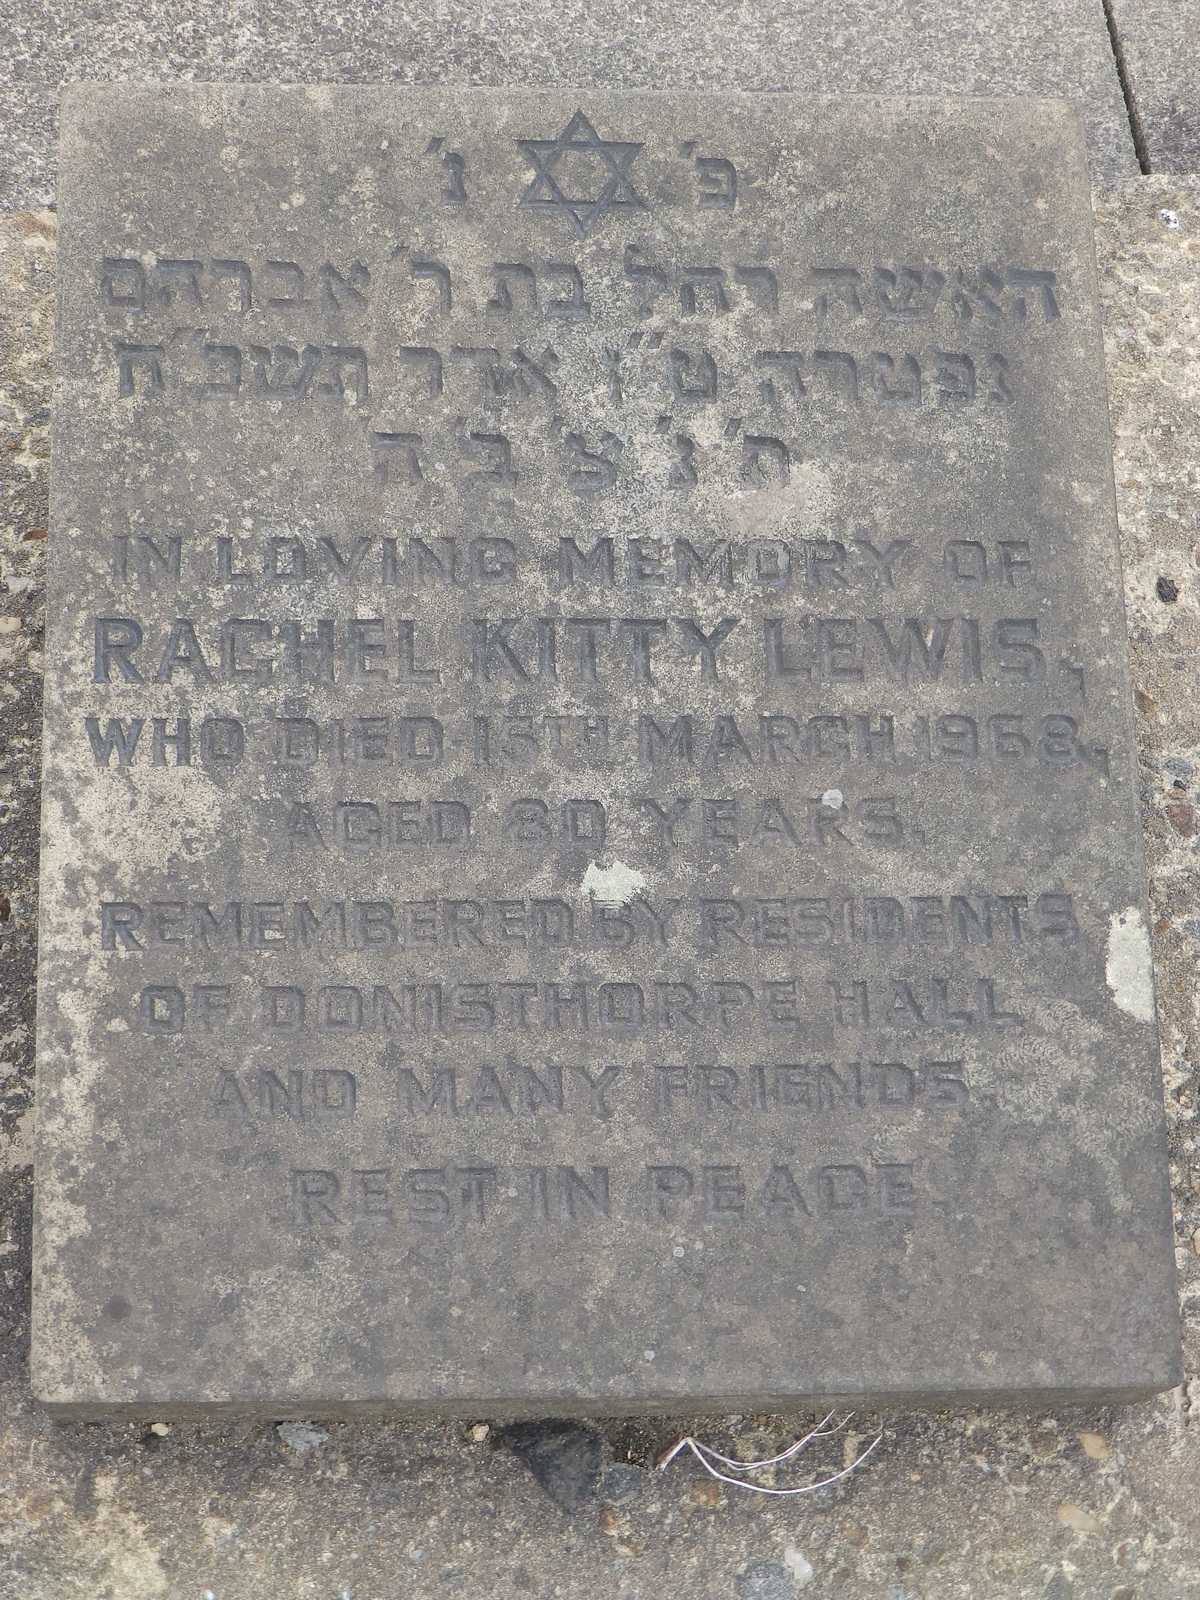 פ׳ נ׳
האשה רחל בת ר׳ אברהם
נפטרה ט״ו אדר תשכ״ח
ת׳ נ׳ צ׳ ב׳ ה׳
IN LOVING MEMORY OF
RACHEL KITTY LEWIS,
WHO DIED 15TH MARCH 1968,
AGED 80 YEARS.
REMEMBERED BY RESIDENTS
OF DONISTHORPE HALL
AND MANY FRIENDS.
REST IN PEACE.